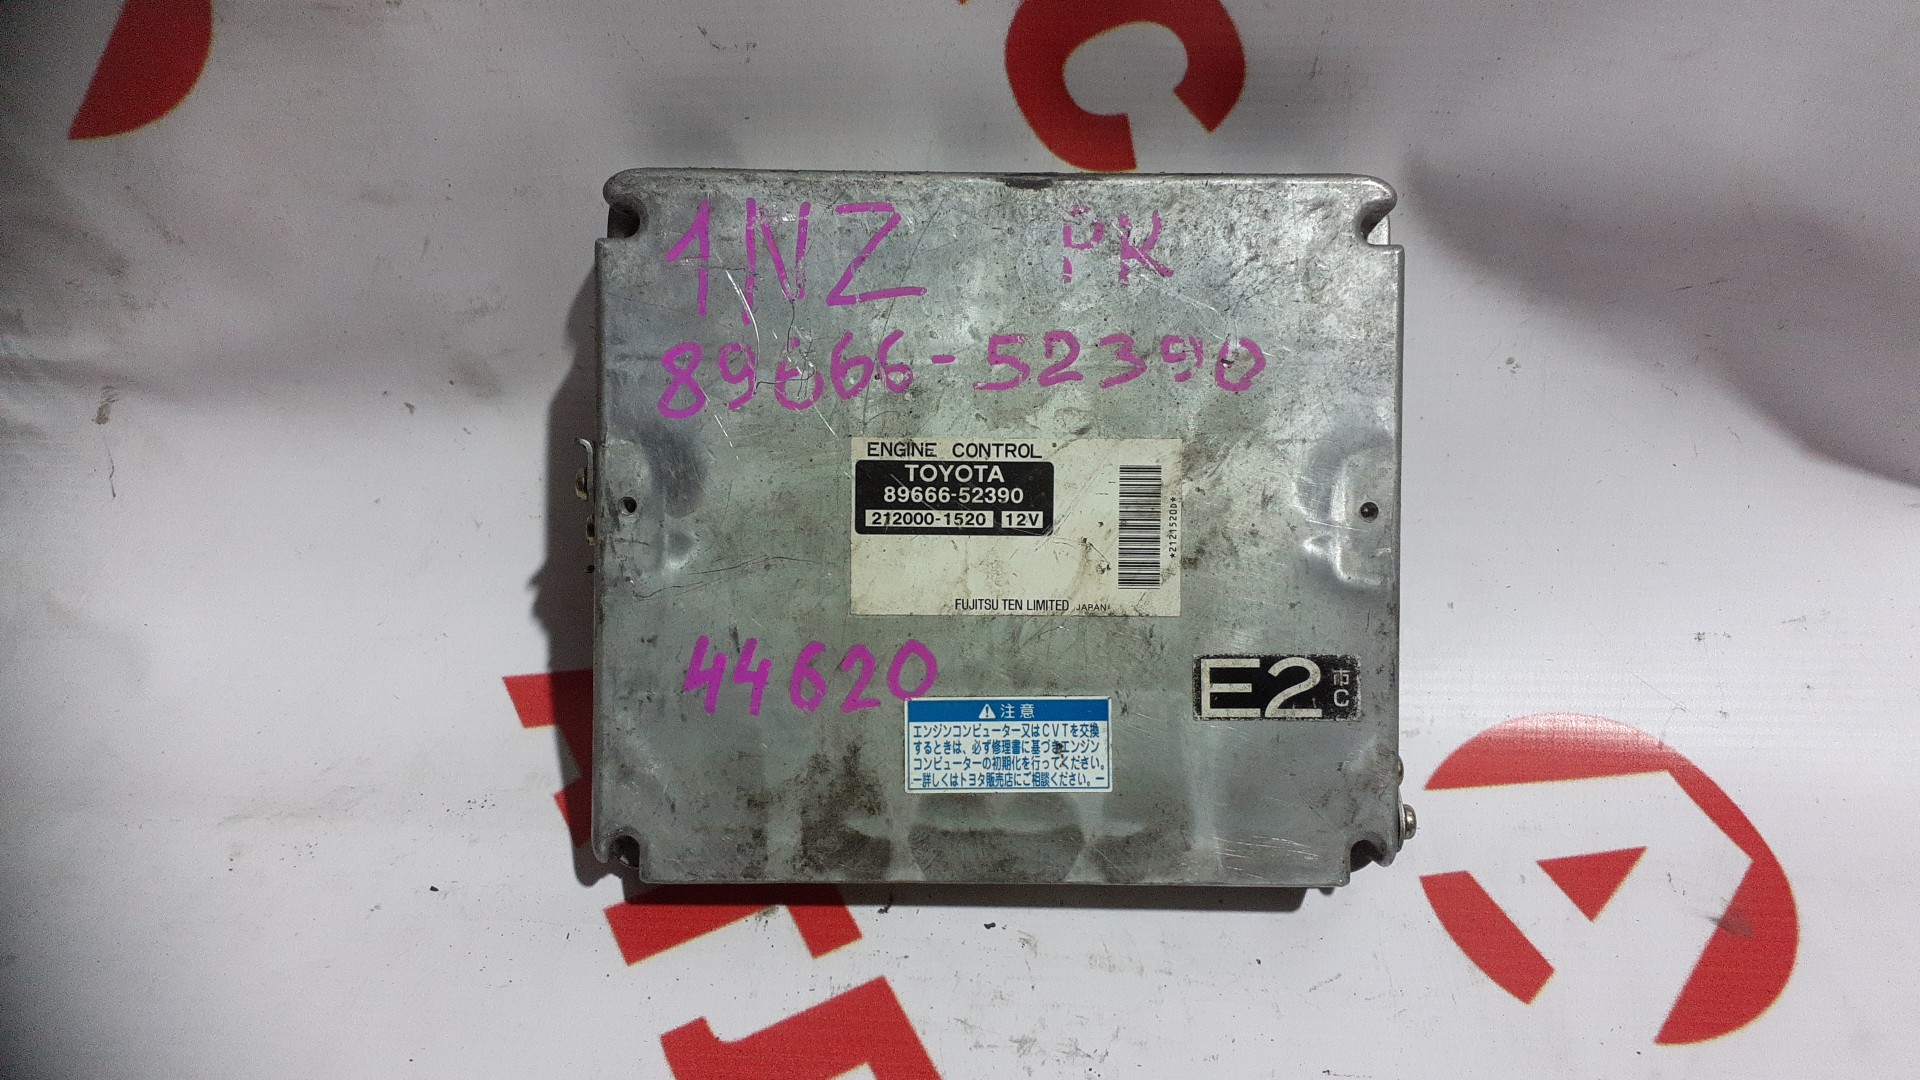 1NZ PK
89666-52390
ENGINE CONTROL
TOYOTA
89666-52390
212000-1520 12V
*2121520D*
FUJITSU TEN LIMITED JAPAN
44620
E2 市C
⚠注意
エンジンコンピューター又はCVTを交換
するときは、必ず修理書に基づきエンジン
コンピューターの初期化を行ってください。
ー詳しくはトヨタ販売店にご相談ください。ー